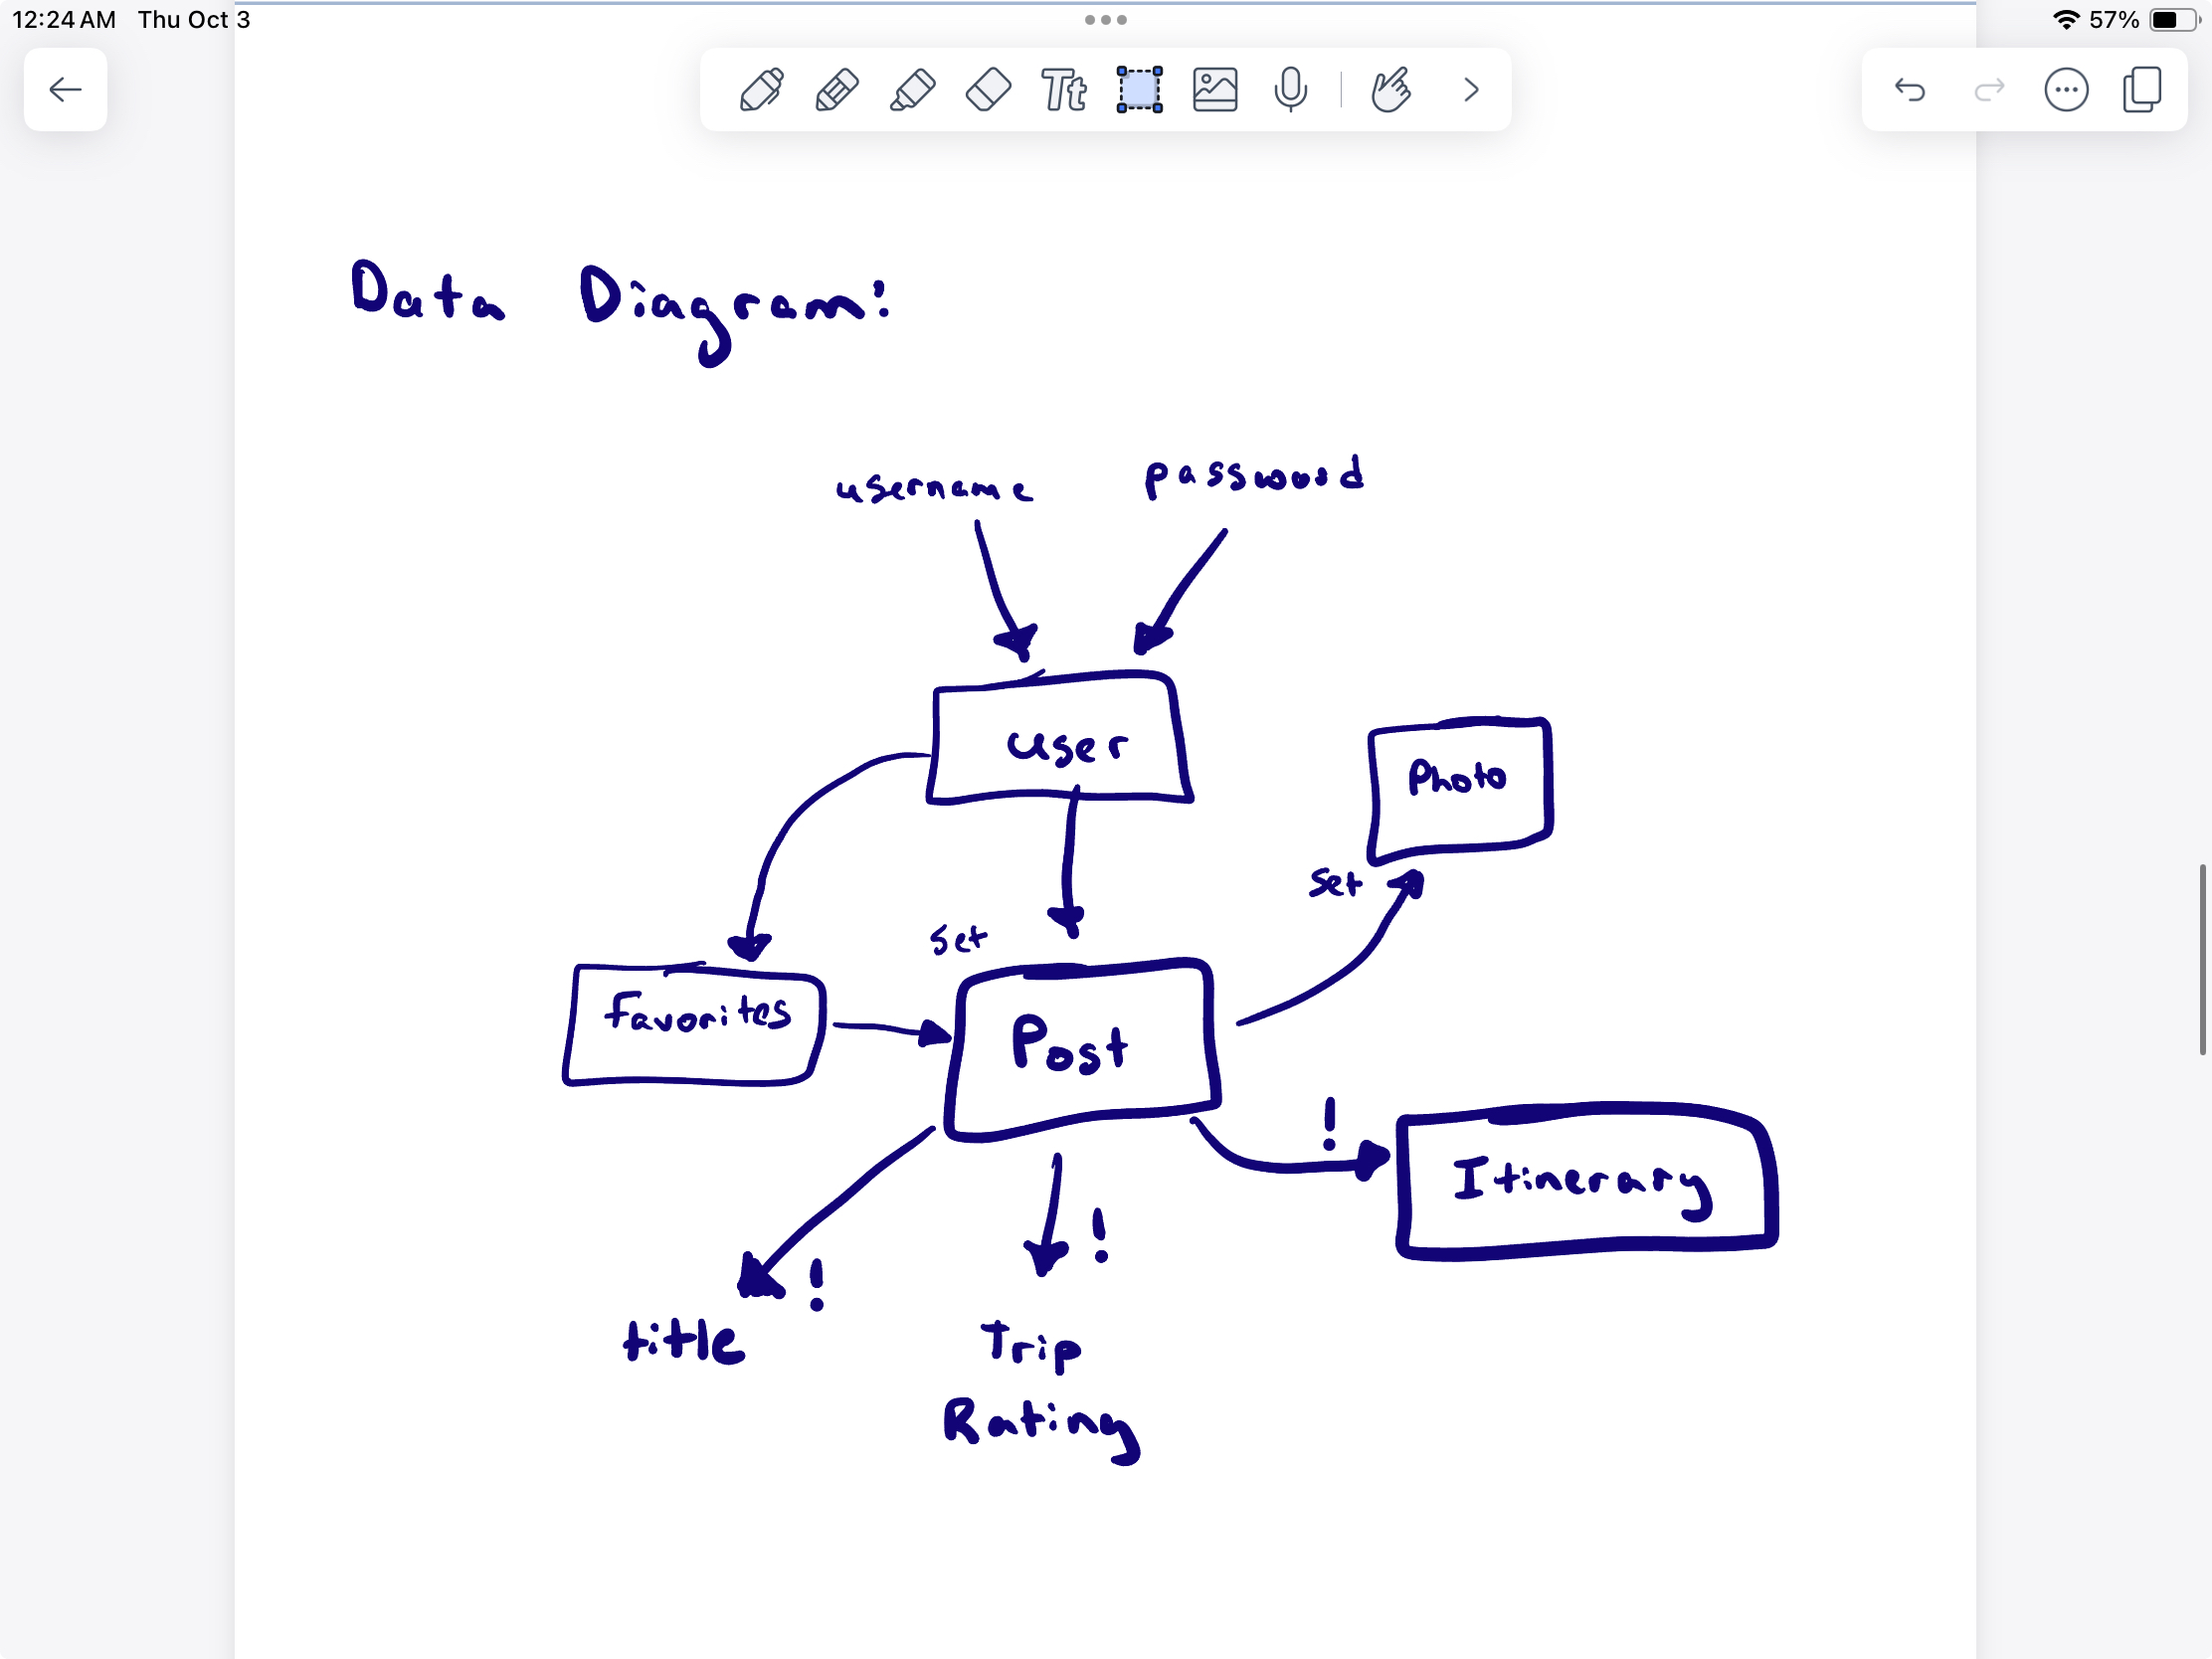 12:24 AM Thu Oct 3
57%
Tt
Data Diagram:
username password
user
Photo
set
set
favorites
Post
!
Itinerary
!
!
title
Trip
Rating